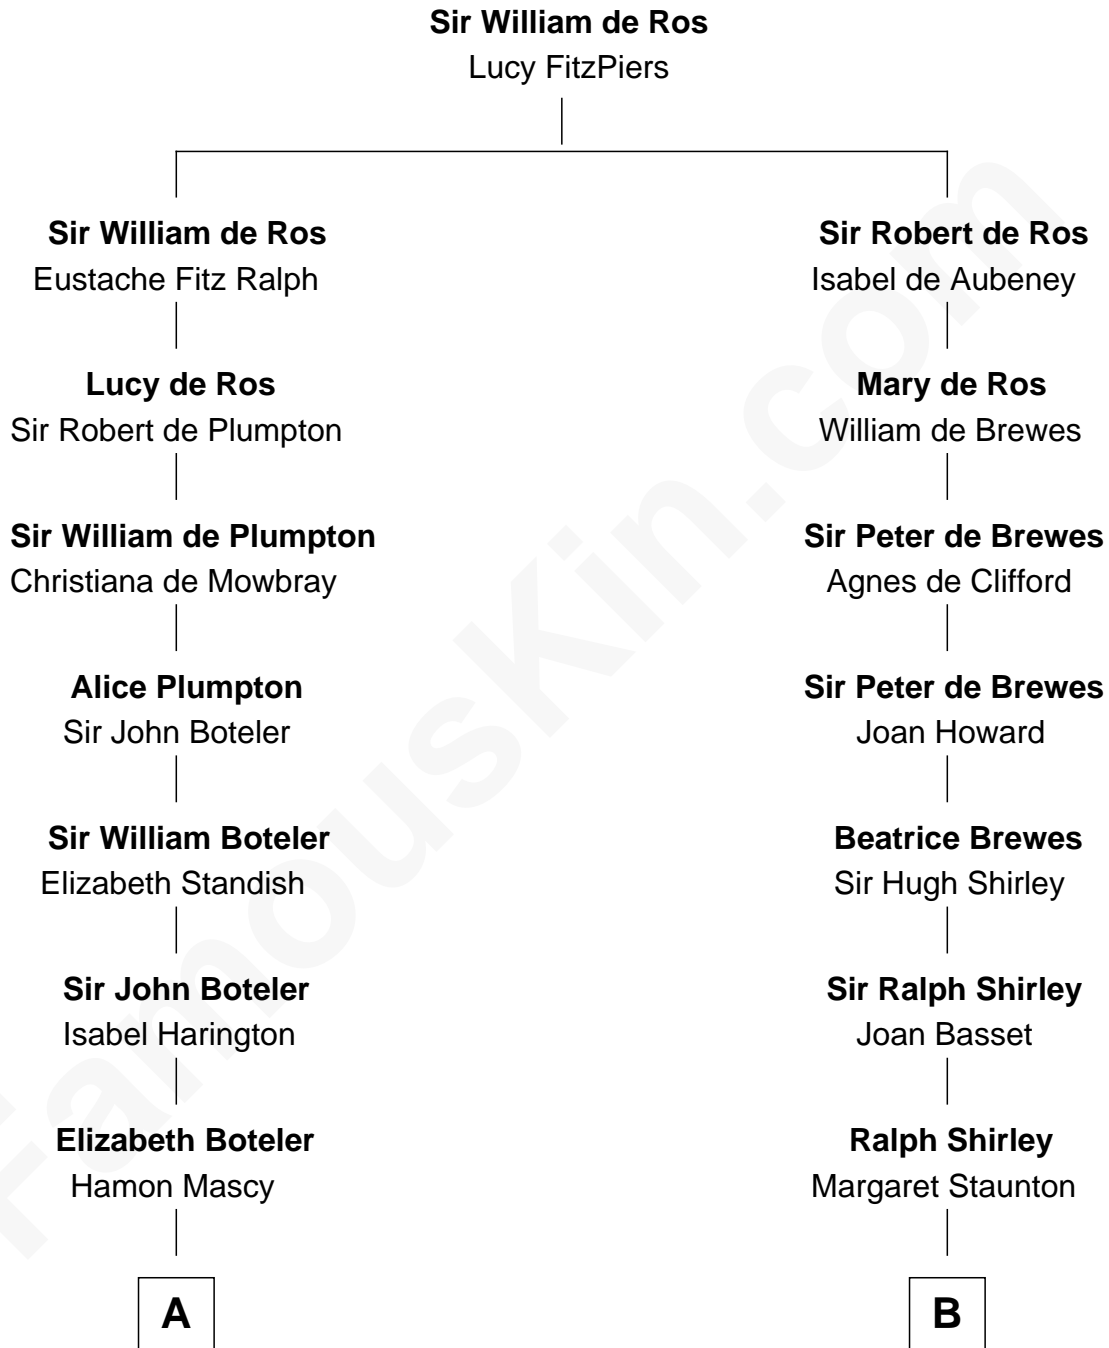 Sir William de Ros
Lucy FitzPiers
Sir William de Ros
Eustache Fitz Ralph
Sir Robert de Ros
Isabel de Aubeney
Lucy de Ros
Sir Robert de Plumpton
Mary de Ros
William de Brewes
Sir William de Plumpton
Christiana de Mowbray
Sir Peter de Brewes
Agnes de Clifford
Alice Plumpton
Sir John Boteler
Sir Peter de Brewes
Joan Howard
Sir William Boteler
Elizabeth Standish
Beatrice Brewes
Sir Hugh Shirley
Sir John Boteler
Isabel Harington
Sir Ralph Shirley
Joan Basset
Elizabeth Boteler
Hamon Mascy
Ralph Shirley
Margaret Staunton
A
B
FamousKin.com